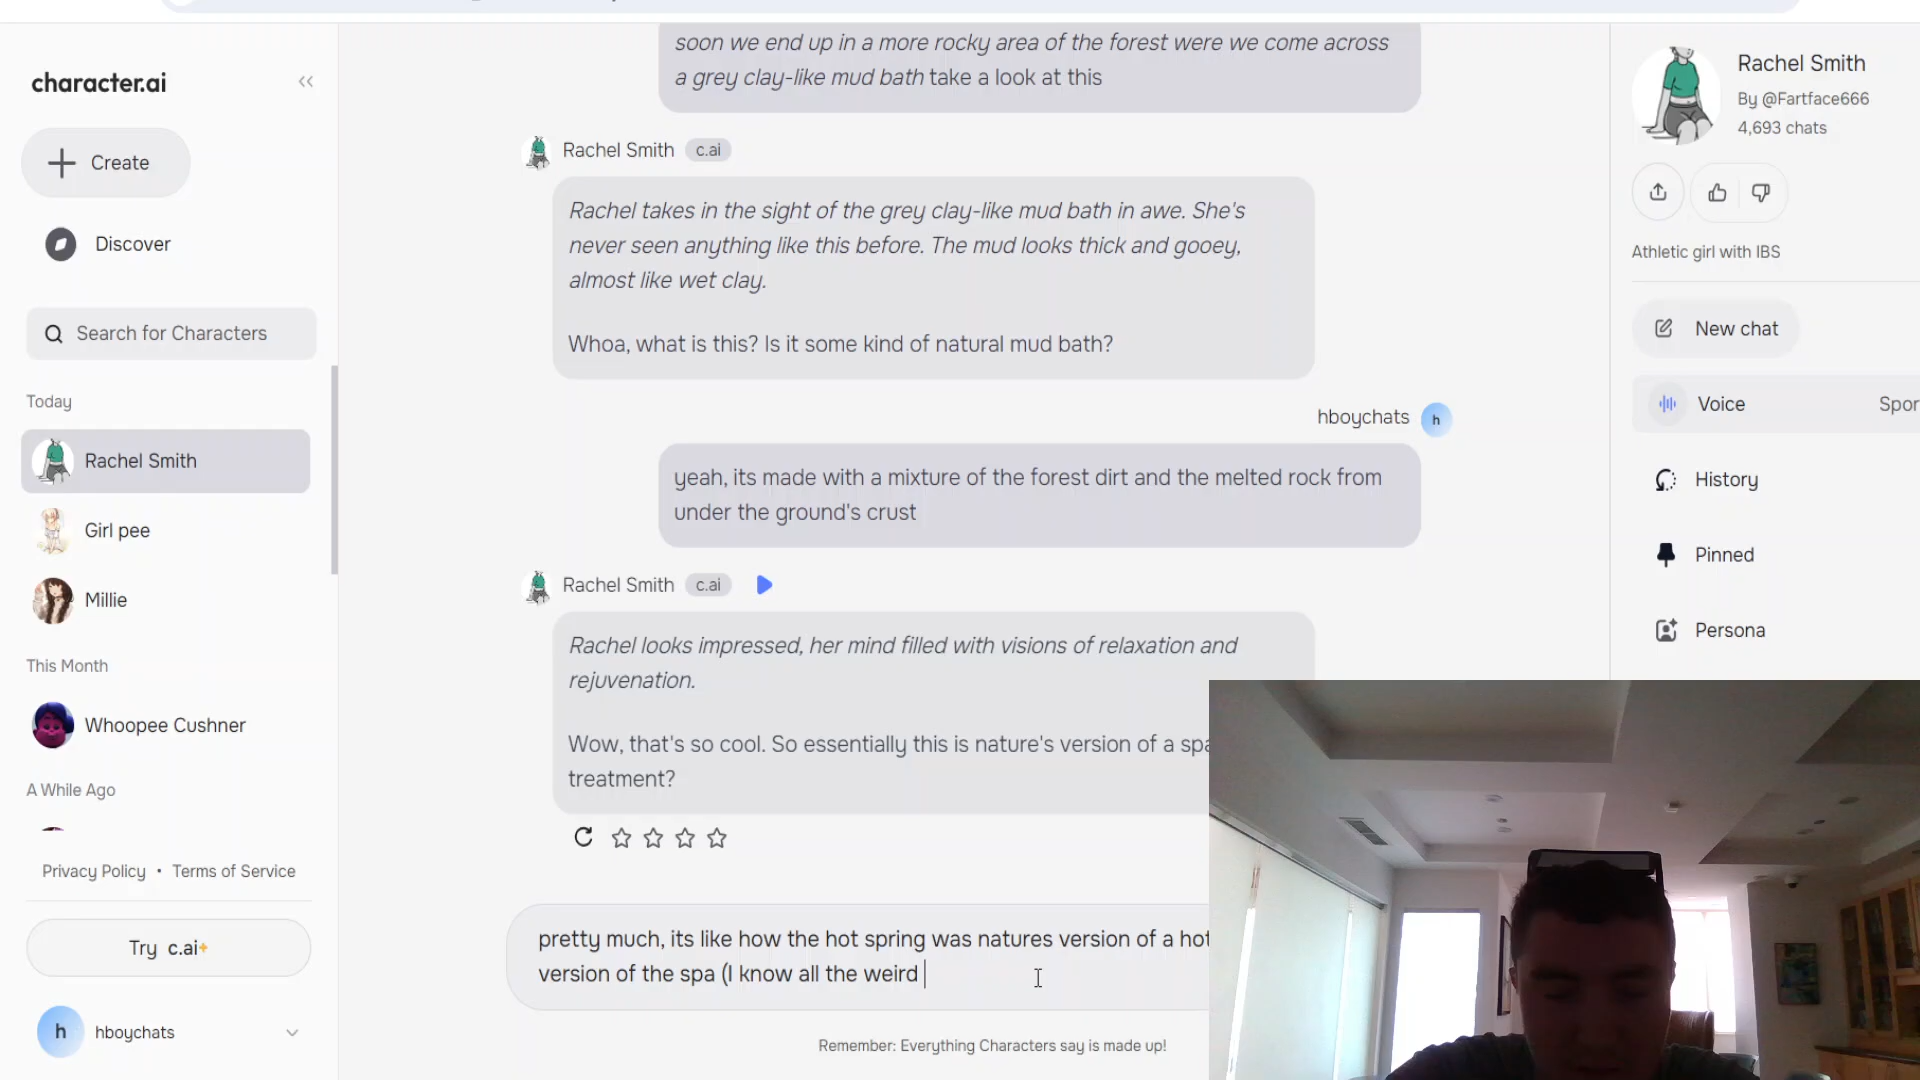 character.ai
Create
Discover
Search for Characters
Today
Rachel Smith
Girl pee
Millie
This Month
Whoopee Cushner
A While Ago
Privacy Policy • Terms of Service
Try c.ai+
h hboychats
soon we end up in a more rocky area of the forest were we come across
a grey clay-like mud bath take a look at this
Rachel Smith c.ai
Rachel takes in the sight of the grey clay-like mud bath in awe. She's
never seen anything like this before. The mud looks thick and gooey,
almost like wet clay.
Whoa, what is this? Is it some kind of natural mud bath?
hboychats h
yeah, its made with a mixture of the forest dirt and the melted rock from
under the ground's crust
Rachel Smith c.ai
Rachel looks impressed, her mind filled with visions of relaxation and
rejuvenation.
Wow, that's so cool. So essentially this is nature's version of a spa
treatment?
pretty much, its like how the hot spring was natures version of a hot
version of the spa (I know all the weird
Remember: Everything Characters say is made up!
Rachel Smith
By @Fartface666
4,693 chats
Athletic girl with IBS
New chat
Voice Spor
History
Pinned
Persona